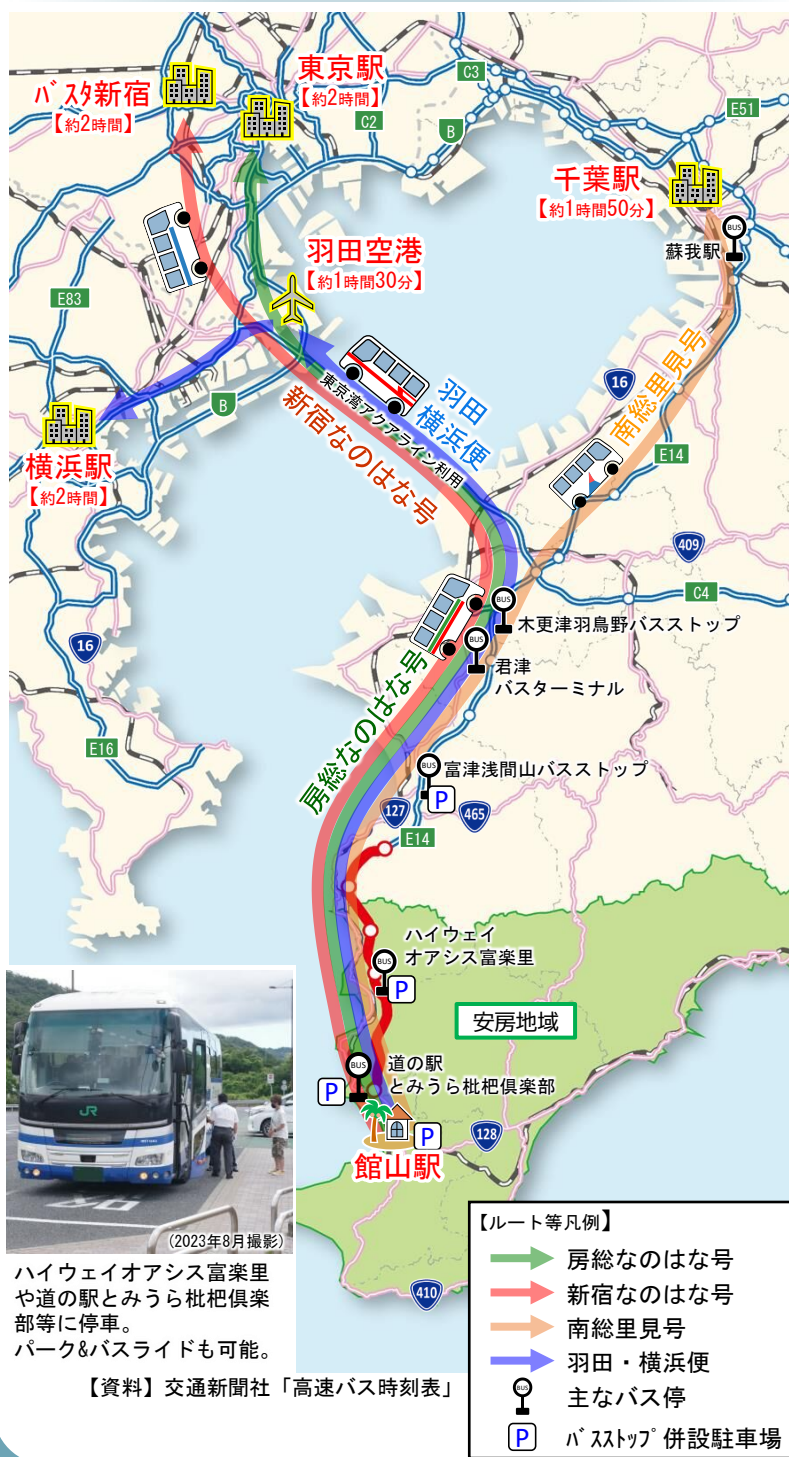 バスタ新宿
【約2時間】
東京駅
【約2時間】
C3
C2
B
E51
千葉駅
【約1時間50分】
BUS
蘇我駅
羽田空港
【約1時間30分】
E83
B
16
南総里見号
羽田
横浜便
東京湾アクアライン利用
新宿なのはな号
横浜駅
【約2時間】
E14
409
C4
BUS
木更津羽鳥野バスストップ
BUS
君津
バスターミナル
16
E16
房総なのはな号
BUS
富津浅間山バスストップ
P
127
465
E14
ハイウェイ
オアシス富楽里
BUS
P
安房地域
BUS
道の駅
とみうら枇杷倶楽部
P
P
128
館山駅
410
JR
(2023年8月撮影)
ハイウェイオアシス富楽里
や道の駅とみうら枇杷倶楽
部等に停車。
パーク&バスライドも可能。
【資料】交通新聞社「高速バス時刻表」
【ルート等凡例】
房総なのはな号
新宿なのはな号
南総里見号
羽田・横浜便
BUS
主なバス停
P
バスストップ併設駐車場